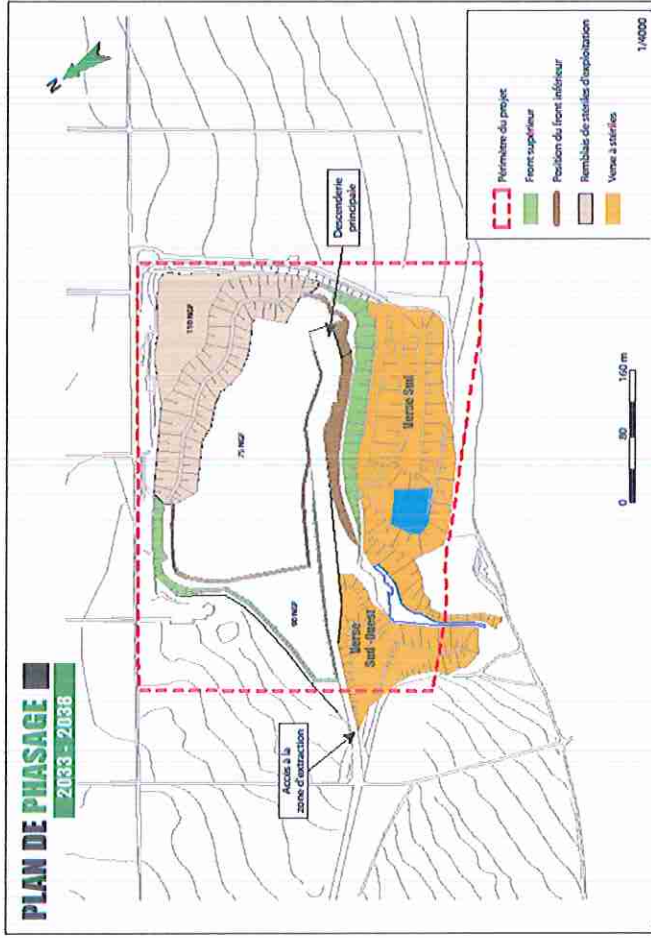 PLAN DE PHASAGE
2033 - 2038
N
Accès à la
zone d'extraction
Descenderie
principale
110 NGF
75 NGF
90 NGF
Verse
Sud-Ouest
Verse Sud
0 80 160 m
Périmètre du projet
Front supérieur
Position du front inférieur
Remblais de stériles d'exploitation
Verse à stériles
1/4000